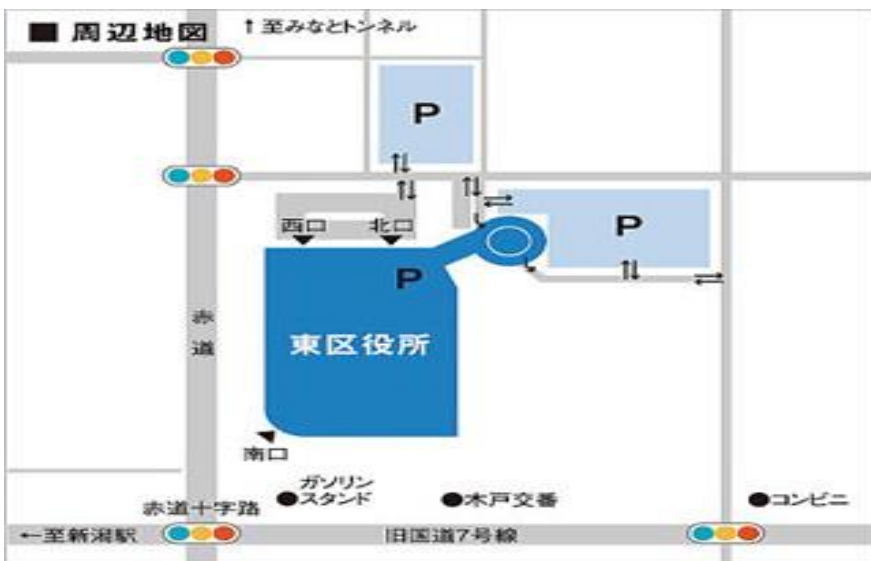 ■ 周辺地図
↑至みなとトンネル
P
西口
北口
P
P
東区役所
赤道
南口
ガソリン
●スタンド
●木戸交番
●コンビニ
赤道十字路
←至新潟駅
旧国道7号線